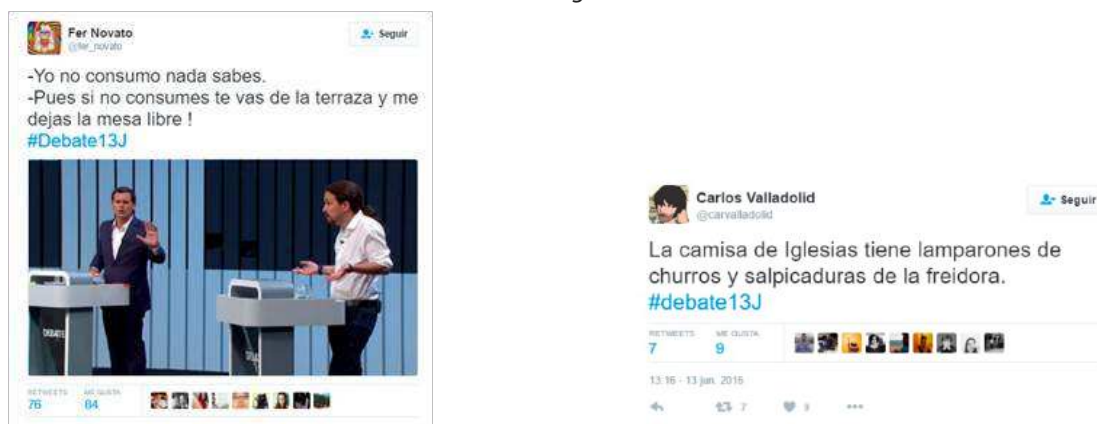 Fer Novato
@fer_novato
Seguir
-Yo no consumo nada sabes.
-Pues si no consumes te vas de la terraza y me
dejas la mesa libre !
#Debate13J
DEBATE
RETWEETS ME GUSTA
76 84
Carlos Valladolid
@carvalladolid
Seguir
La camisa de Iglesias tiene lamparones de
churros y salpicaduras de la freidora.
#debate13J
RETWEETS ME GUSTA
7 9
13:16 - 13 jun. 2016
7 9